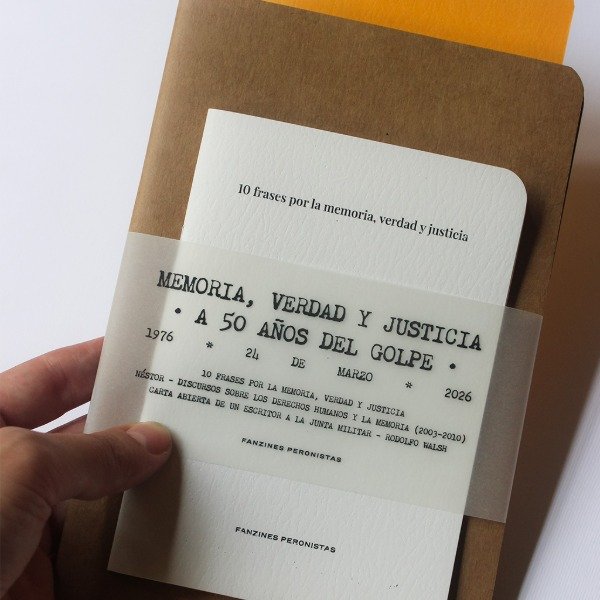 10 frases por la memoria, verdad y justicia
MEMORIA, VERDAD Y JUSTICIA
• A 50 AÑOS DEL GOLPE •
1976 * 24 DE MARZO * 2026
10 FRASES POR LA MEMORIA, VERDAD Y JUSTICIA
NÉSTOR - DISCURSOS SOBRE LOS DERECHOS HUMANOS Y LA MEMORIA (2003-2010)
CARTA ABIERTA DE UN ESCRITOR A LA JUNTA MILITAR - RODOLFO WALSH
FANZINES PERONISTAS
FANZINES PERONISTAS